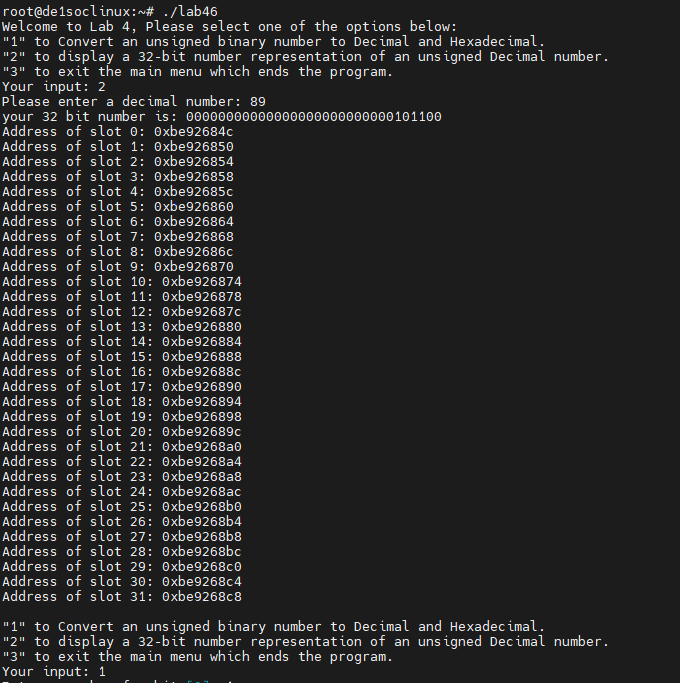 root@de1soclinux:~# ./lab46
Welcome to Lab 4, Please select one of the options below:
"1" to Convert an unsigned binary number to Decimal and Hexadecimal.
"2" to display a 32-bit number representation of an unsigned Decimal number.
"3" to exit the main menu which ends the program.
Your input: 2
Please enter a decimal number: 89
your 32 bit number is: 00000000000000000000000000101100
Address of slot 0: 0xbe92684c
Address of slot 1: 0xbe926850
Address of slot 2: 0xbe926854
Address of slot 3: 0xbe926858
Address of slot 4: 0xbe92685c
Address of slot 5: 0xbe926860
Address of slot 6: 0xbe926864
Address of slot 7: 0xbe926868
Address of slot 8: 0xbe92686c
Address of slot 9: 0xbe926870
Address of slot 10: 0xbe926874
Address of slot 11: 0xbe926878
Address of slot 12: 0xbe92687c
Address of slot 13: 0xbe926880
Address of slot 14: 0xbe926884
Address of slot 15: 0xbe926888
Address of slot 16: 0xbe92688c
Address of slot 17: 0xbe926890
Address of slot 18: 0xbe926894
Address of slot 19: 0xbe926898
Address of slot 20: 0xbe92689c
Address of slot 21: 0xbe9268a0
Address of slot 22: 0xbe9268a4
Address of slot 23: 0xbe9268a8
Address of slot 24: 0xbe9268ac
Address of slot 25: 0xbe9268b0
Address of slot 26: 0xbe9268b4
Address of slot 27: 0xbe9268b8
Address of slot 28: 0xbe9268bc
Address of slot 29: 0xbe9268c0
Address of slot 30: 0xbe9268c4
Address of slot 31: 0xbe9268c8
"1" to Convert an unsigned binary number to Decimal and Hexadecimal.
"2" to display a 32-bit number representation of an unsigned Decimal number.
"3" to exit the main menu which ends the program.
Your input: 1